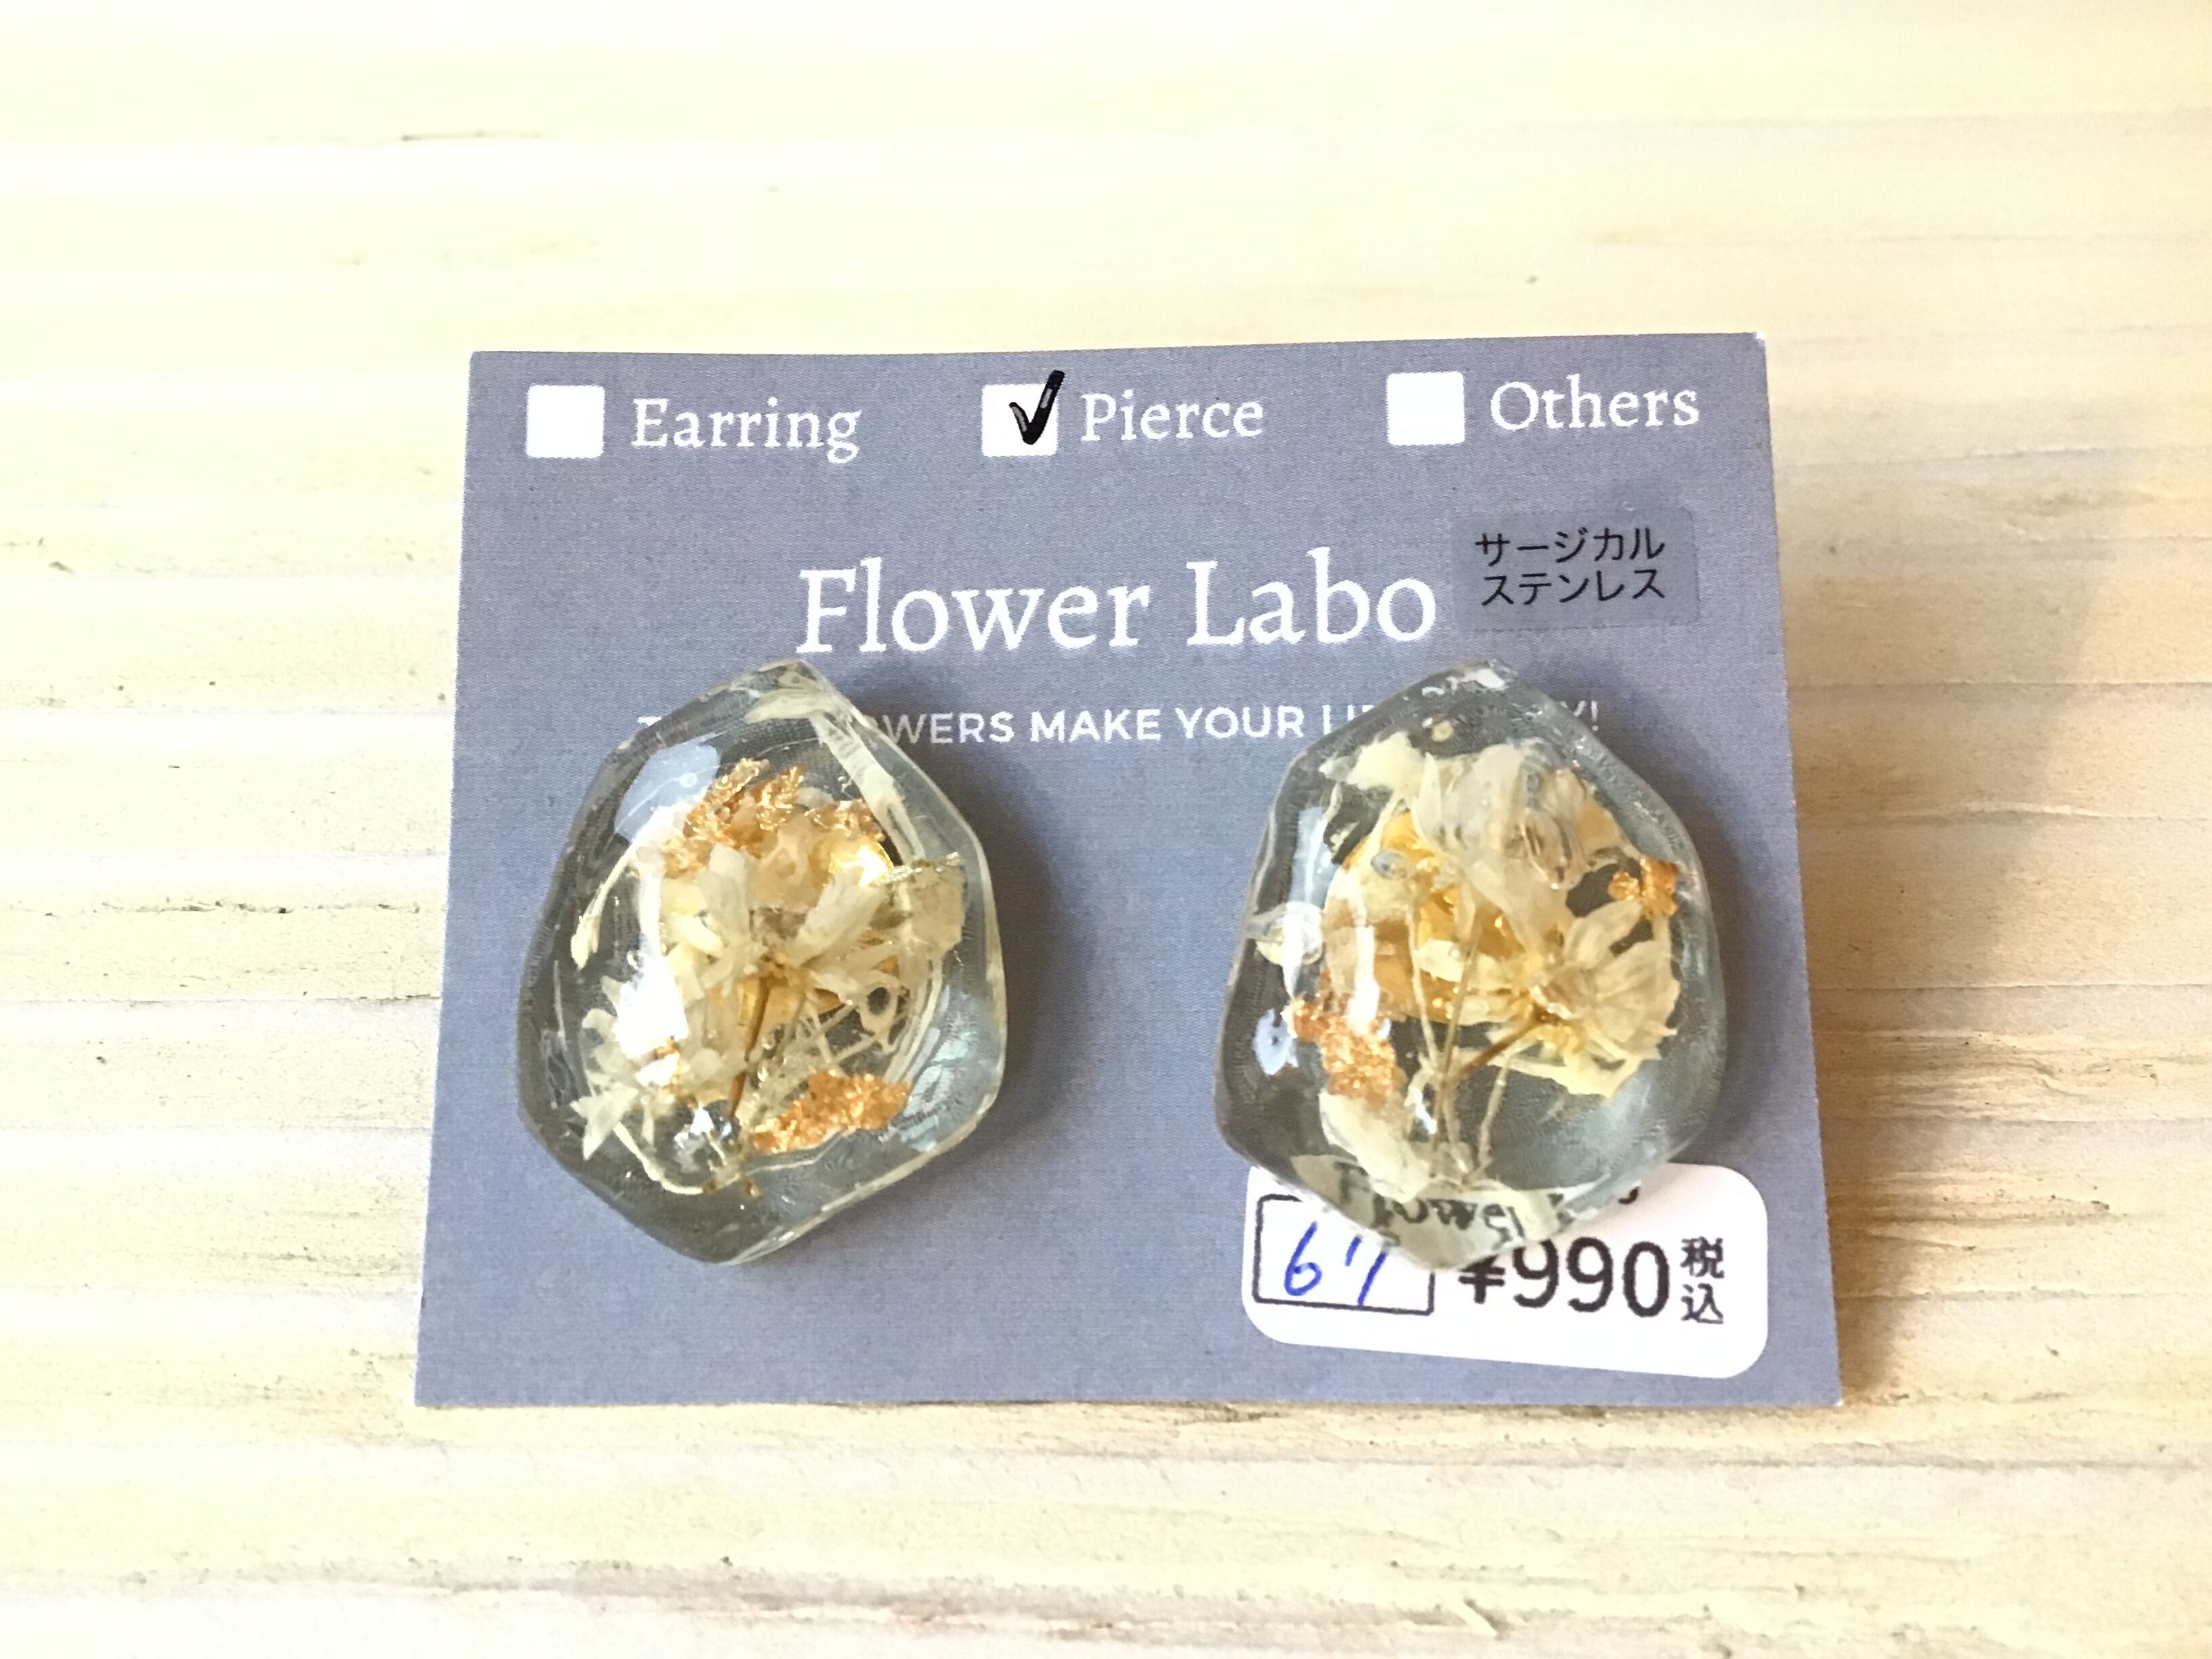 Earring Pierce Others
Flower Labo
サージカル
ステンレス
MAKE YOUR
67 ¥990 税込